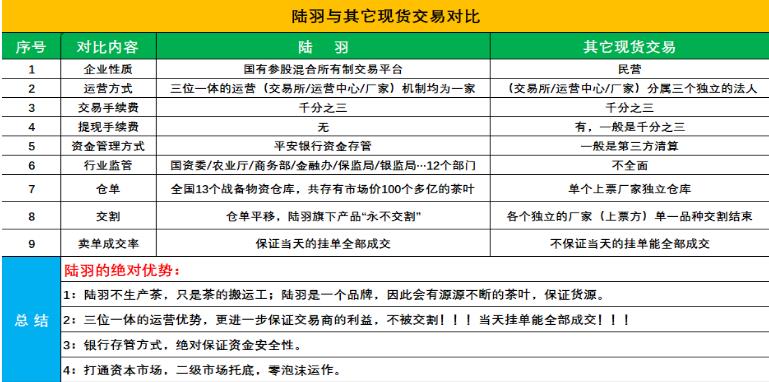 陆羽与其它现货交易对比
序号 对比内容 陆 羽 其它现货交易
1 企业性质 国有参股混合所有制交易平台 民营
2 运营方式 三位一体的运营（交易所/运营中心/厂家）机制均为一家 (交易所/运营中心/厂家）分属三个独立的法人
3 交易手续费 千分之三 千分之三
4 提现手续费 无 有，一般是千分之三
5 资金管理方式 平安银行资金存管 一般是第三方清算
6 行业监管 国资委/农业厅/商务部/金融办/保监局/银监局…12个部门 不全面
7 仓单 全国13个战备物资仓库，共存有市场价100个多亿的茶叶 单个上票厂家独立仓库
8 交割 仓单平移，陆羽旗下产品“永不交割” 各个独立的厂家（上票方）单一品种交割结束
9 卖单成交率 保证当天的挂单全部成交 不保证当天的挂单能全部成交
总 结
陆羽的绝对优势：
1：陆羽不生产茶，只是茶的搬运工；陆羽是一个品牌，因此会有源源不断的茶叶，保证货源。
2：三位一体的运营优势，更进一步保证交易商的利益，不被交割！！！当天挂单能全部成交！！！
3：银行存管方式，绝对保证资金安全性。
4：打通资本市场，二级市场托底，零泡沫运作。